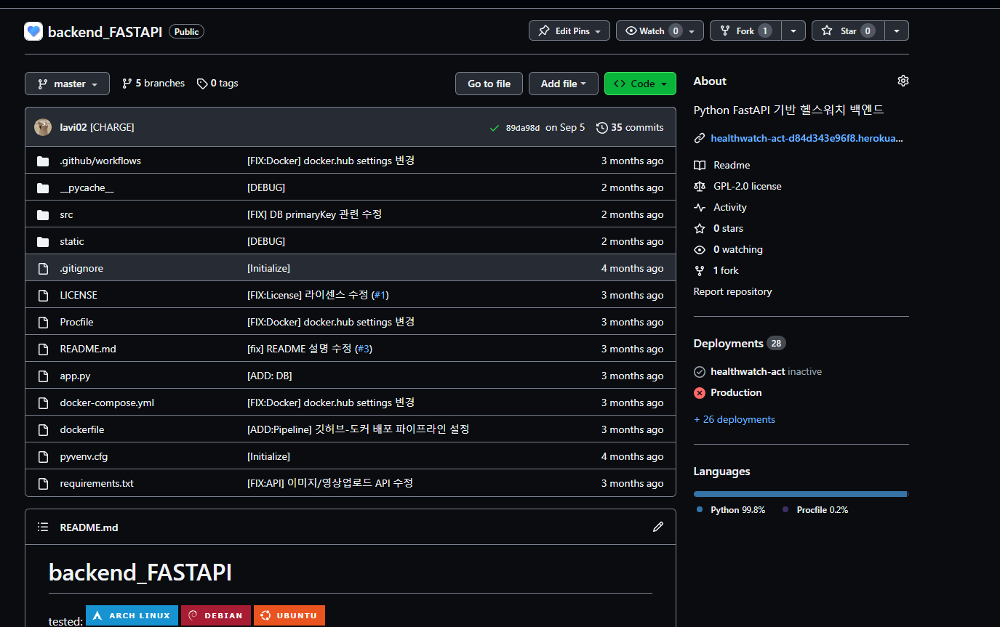 backend_FASTAPI Public
Edit Pins Watch 0 Fork 1 Star 0
master 5 branches 0 tags Go to file Add file Code
lavi02 [CHARGE] 89da98d on Sep 5 35 commits
.github/workflows [FIX:Docker] docker.hub settings 변경 3 months ago
__pycache__ [DEBUG] 2 months ago
src [FIX] DB primaryKey 관련 수정 2 months ago
static [DEBUG] 2 months ago
.gitignore [Initialize] 4 months ago
LICENSE [FIX:License] 라이센스 수정 (#1) 3 months ago
Procfile [FIX:Docker] docker.hub settings 변경 3 months ago
README.md [fix] README 설명 수정 (#3) 3 months ago
app.py [ADD: DB] 3 months ago
docker-compose.yml [FIX:Docker] docker.hub settings 변경 3 months ago
dockerfile [ADD:Pipeline] 깃허브-도커 배포 파이프라인 설정 3 months ago
pyvenv.cfg [Initialize] 4 months ago
requirements.txt [FIX:API] 이미지/영상업로드 API 수정 3 months ago
README.md
backend_FASTAPI
tested: ARCH LINUX DEBIAN UBUNTU
About
Python FastAPI 기반 헬스워치 백엔드
healthwatch-act-d84d343e96f8.herokua...
Readme
GPL-2.0 license
Activity
0 stars
0 watching
1 fork
Report repository
Deployments 28
healthwatch-act inactive
Production
+ 26 deployments
Languages
Python 99.8% Procfile 0.2%